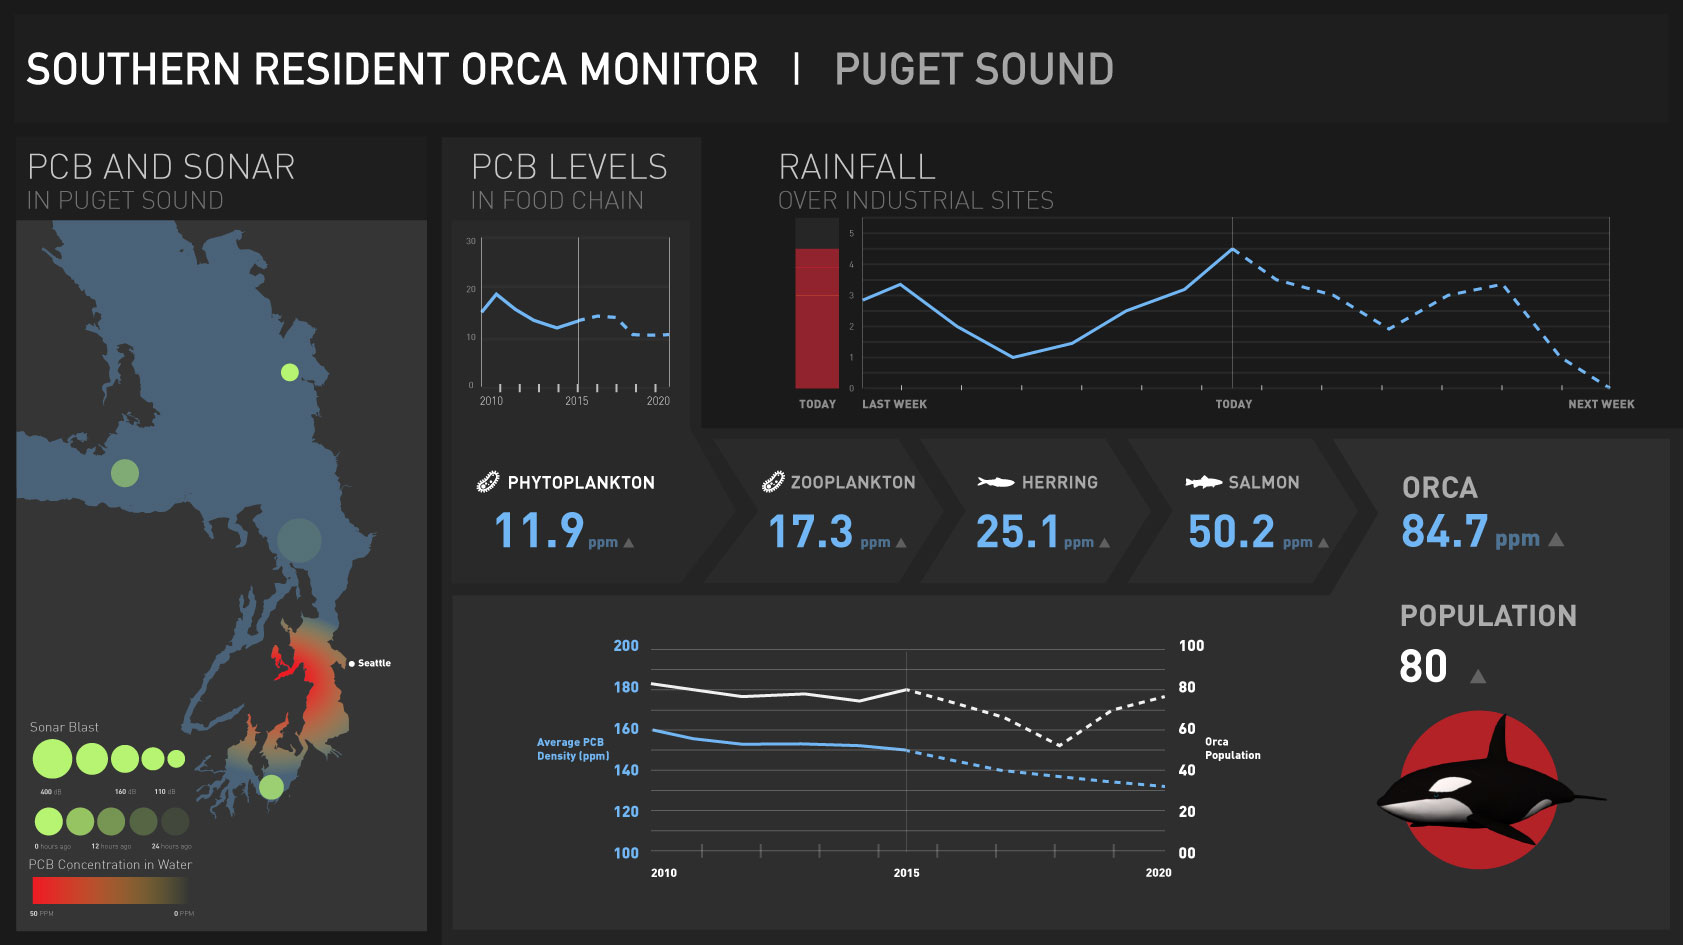 SOUTHERN RESIDENT ORCA MONITOR | PUGET SOUND
PCB AND SONAR
IN PUGET SOUND
Seattle
Sonar Blast
400 dB 160 dB 110 dB
0 hours ago 12 hours ago 24 hours ago
PCB Concentration in Water
50 PPM 0 PPM
PCB LEVELS
IN FOOD CHAIN
30
20
10
0
2010 2015 2020
RAINFALL
OVER INDUSTRIAL SITES
5
4
3
2
1
0
TODAY LAST WEEK TODAY NEXT WEEK
PHYTOPLANKTON
11.9 ppm
ZOOPLANKTON
17.3 ppm
HERRING
25.1 ppm
SALMON
50.2 ppm
ORCA
84.7 ppm
POPULATION
80
200 100
180 80
160 60
Average PCB
Density (ppm)
Orca
Population
140 40
120 20
100 00
2010 2015 2020